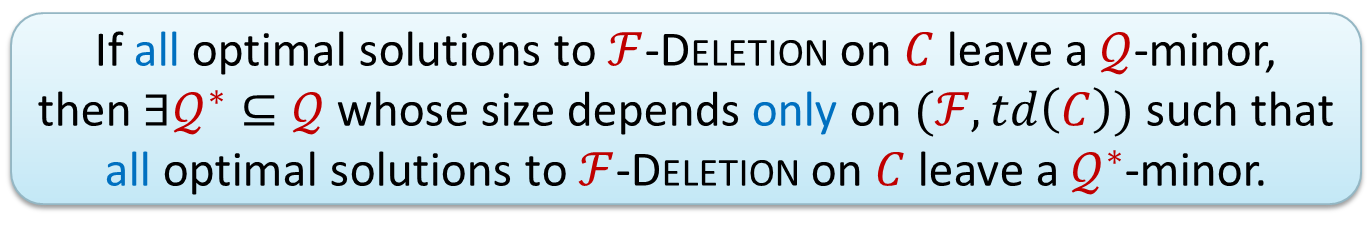 If all optimal solutions to ℱ-DELETION on 𝐶 leave a 𝒬-minor,
then ∃𝒬* ⊆ 𝒬 whose size depends only on (ℱ, 𝑡𝑑(𝐶)) such that
all optimal solutions to ℱ-DELETION on 𝐶 leave a 𝒬*-minor.